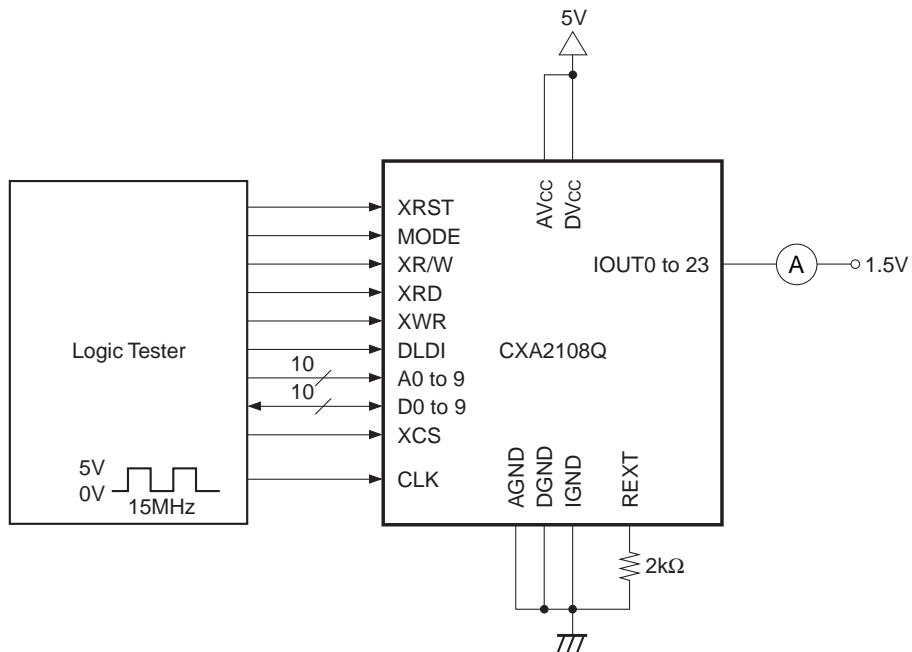 5V
AVCC
DVCC
XRST
MODE
XR/W
IOUT0 to 23
A
1.5V
XRD
XWR
Logic Tester
DLDI
CXA2108Q
10
A0 to 9
10
D0 to 9
XCS
5V
0V
15MHz
CLK
AGND
DGND
IGND
REXT
2kΩ